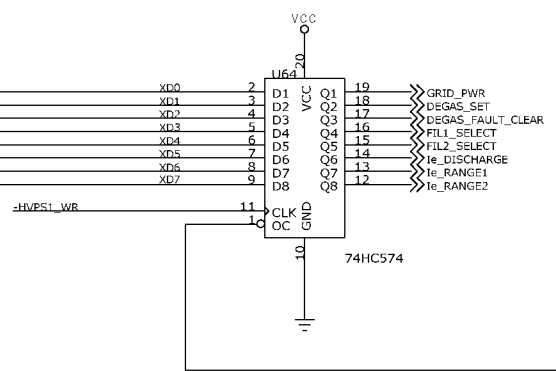 VCC
20
U64
XD0 2 D1 VCC Q1 19 GRID_PWR
XD1 3 D2 Q2 18 DEGAS_SET
XD2 4 D3 Q3 17 DEGAS_FAULT_CLEAR
XD3 5 D4 Q4 16 FIL1_SELECT
XD4 6 D5 Q5 15 FIL2_SELECT
XD5 7 D6 Q6 14 Ie_DISCHARGE
XD6 8 D7 Q7 13 Ie_RANGE1
XD7 9 D8 Q8 12 Ie_RANGE2
-HVPS1_WR 11 CLK GND
1 OC
10
74HC574